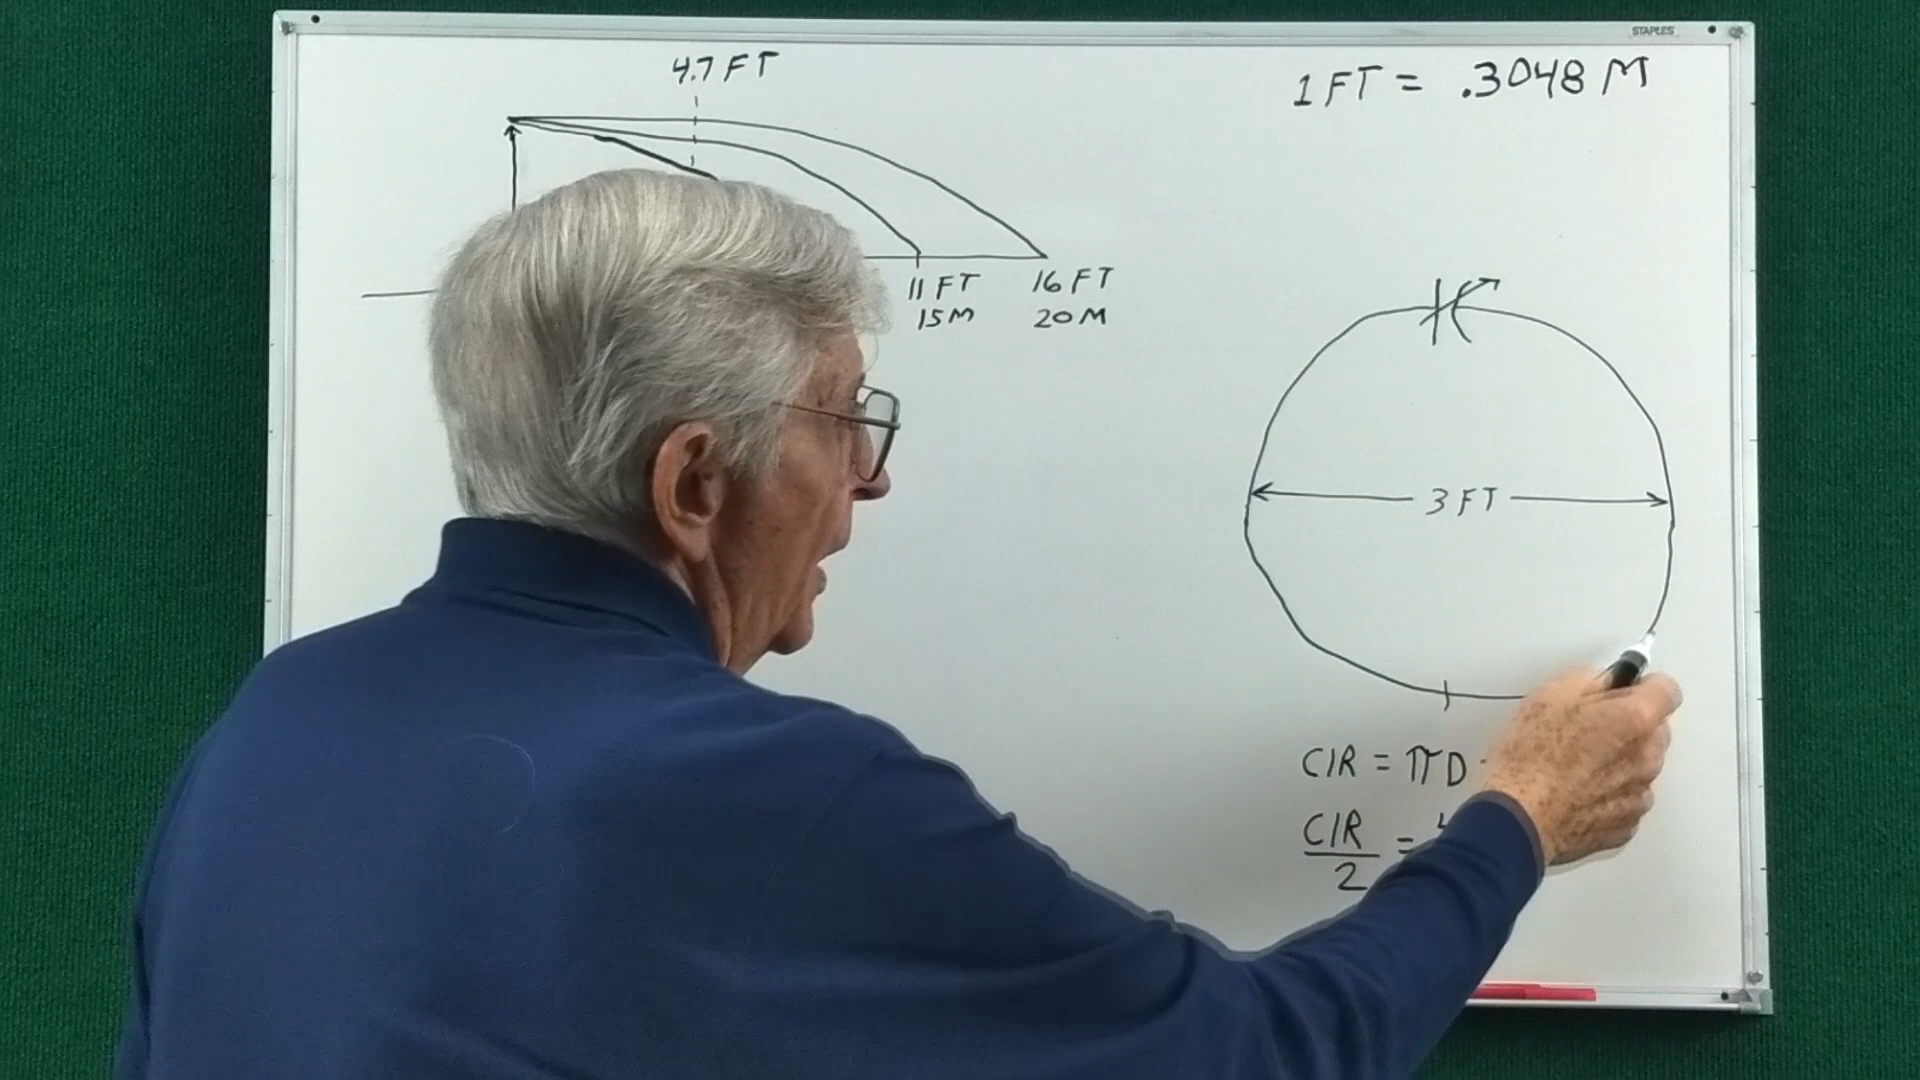 STAPLES
4.7 FT
1 FT = .3048 M
11 FT
15 M
16 FT
20 M
3 FT
CIR = πD
CIR
2
=